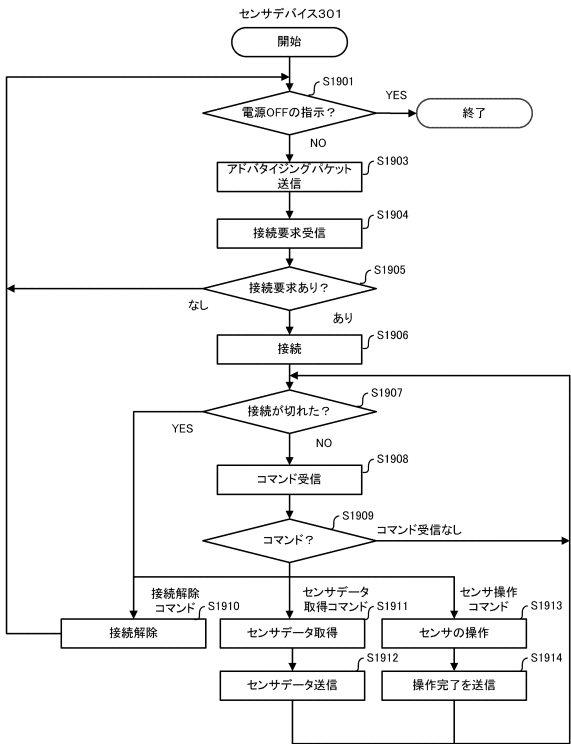 センサデバイス301
開始
S1901
電源OFFの指示？
YES
終了
NO
S1903
アドバタイジングパケット
送信
S1904
接続要求受信
S1905
接続要求あり？
なし
あり
S1906
接続
S1907
接続が切れた？
YES
NO
S1908
コマンド受信
S1909
コマンド？
コマンド受信なし
接続解除
コマンド
S1910
接続解除
センサデータ
取得コマンド
S1911
センサデータ取得
センサ操作
コマンド
S1913
センサの操作
S1912
センサデータ送信
S1914
操作完了を送信